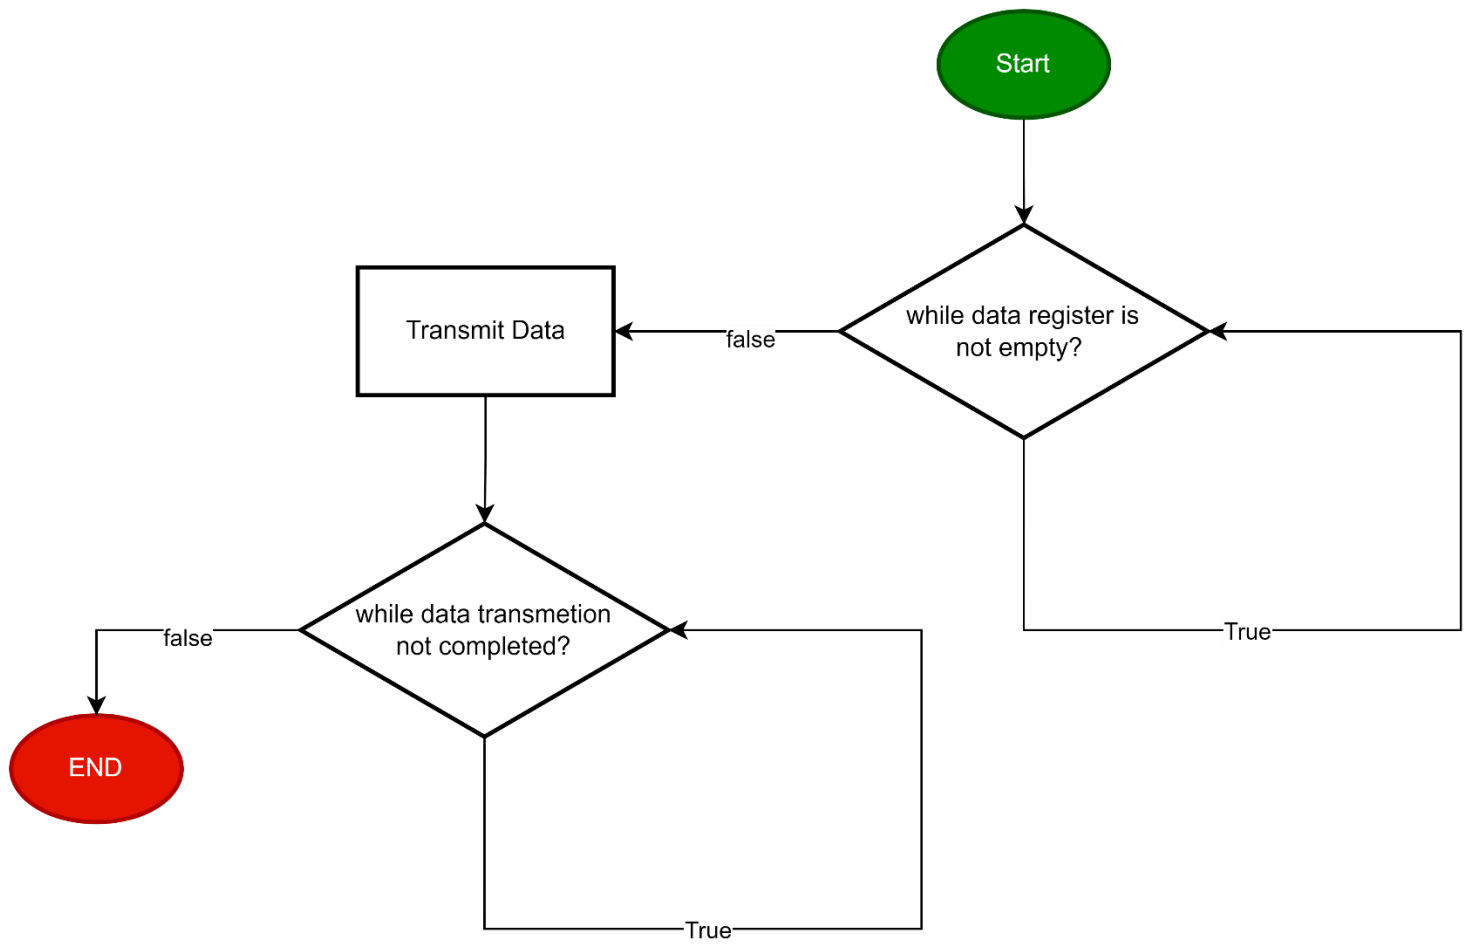 Start
while data register is
not empty?
false
Transmit Data
True
while data transmetion
not completed?
false
END
True